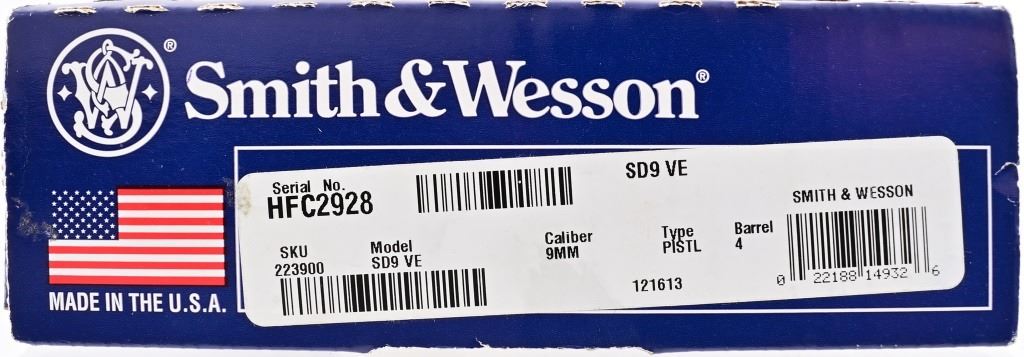 Smith & Wesson®
SW
®
SD9 VE
Serial No.
HFC2928
SMITH & WESSON
SKU
223900
Model
SD9 VE
Caliber
9MM
Type
PISTL
Barrel
4
121613
0 22188 14932 6
MADE IN THE U.S.A.